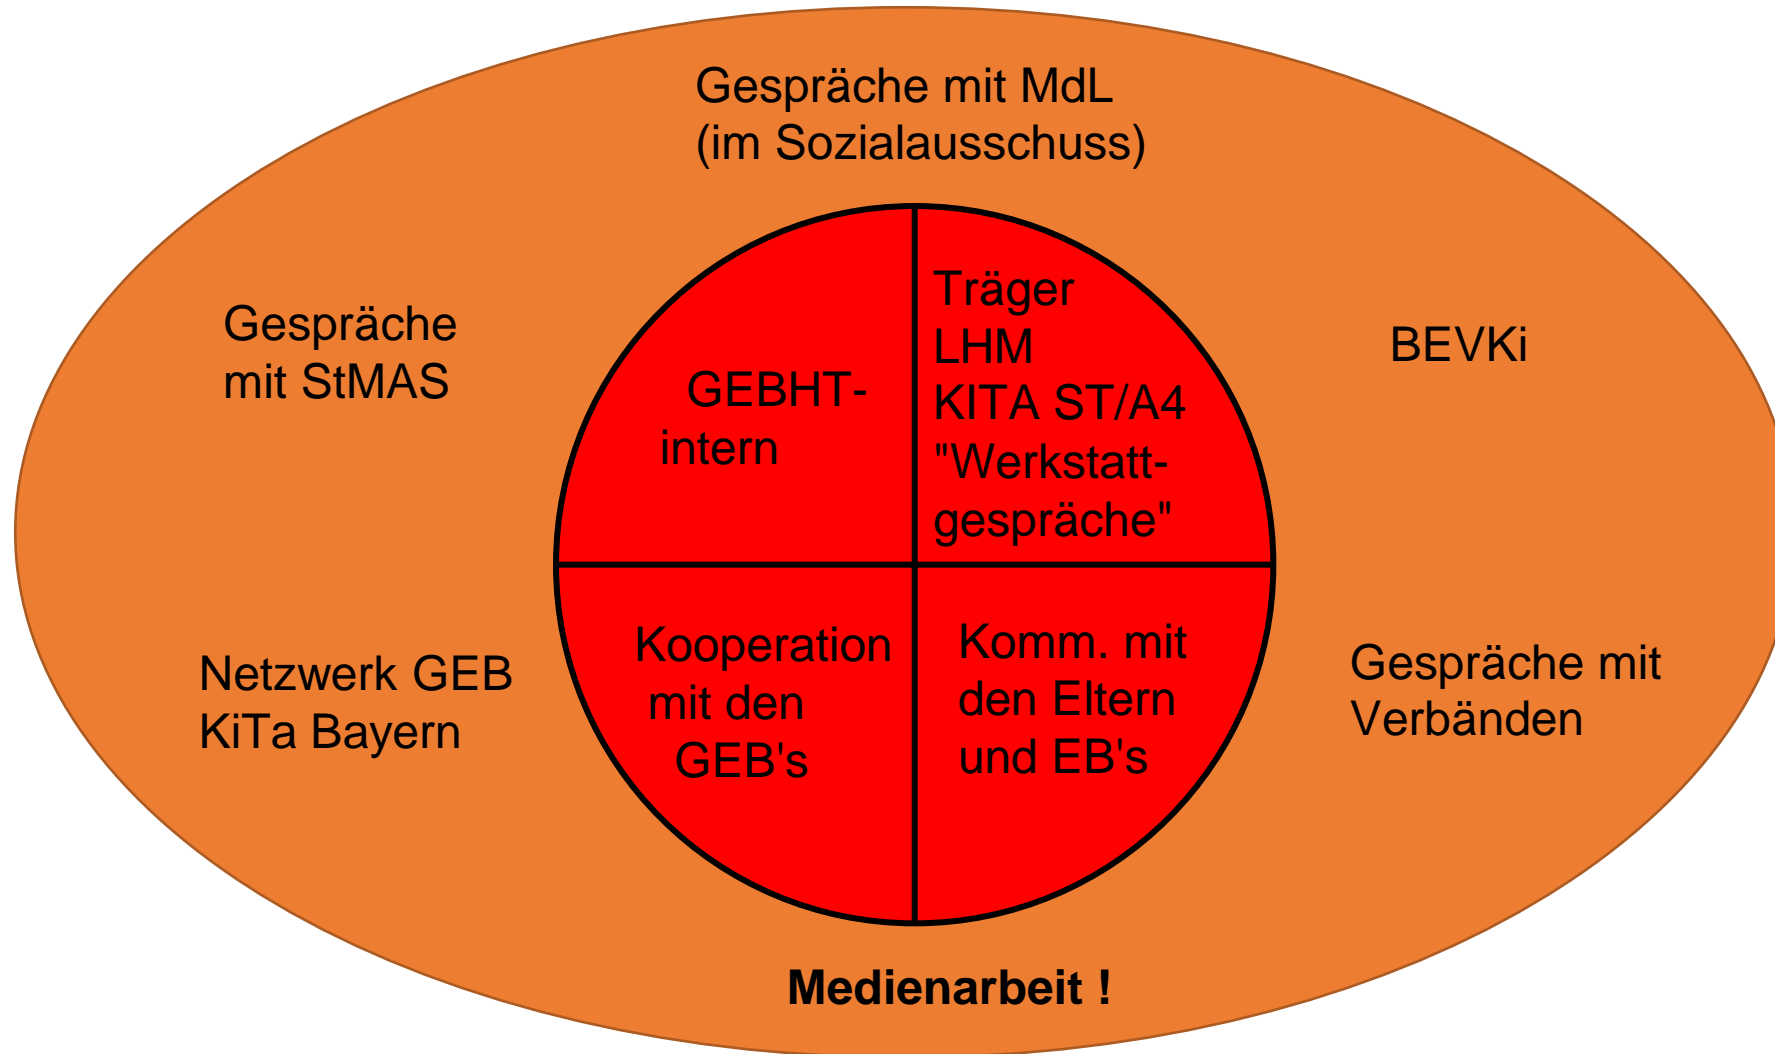 Gespräche mit MdL
(im Sozialausschuss)
Gespräche
mit StMAS
GEBHT-
intern
Träger
LHM
KITA ST/A4
"Werkstatt-
gespräche"
BEVKi
Netzwerk GEB
KiTa Bayern
Kooperation
mit den
GEB's
Komm. mit
den Eltern
und EB's
Gespräche mit
Verbänden
Medienarbeit !